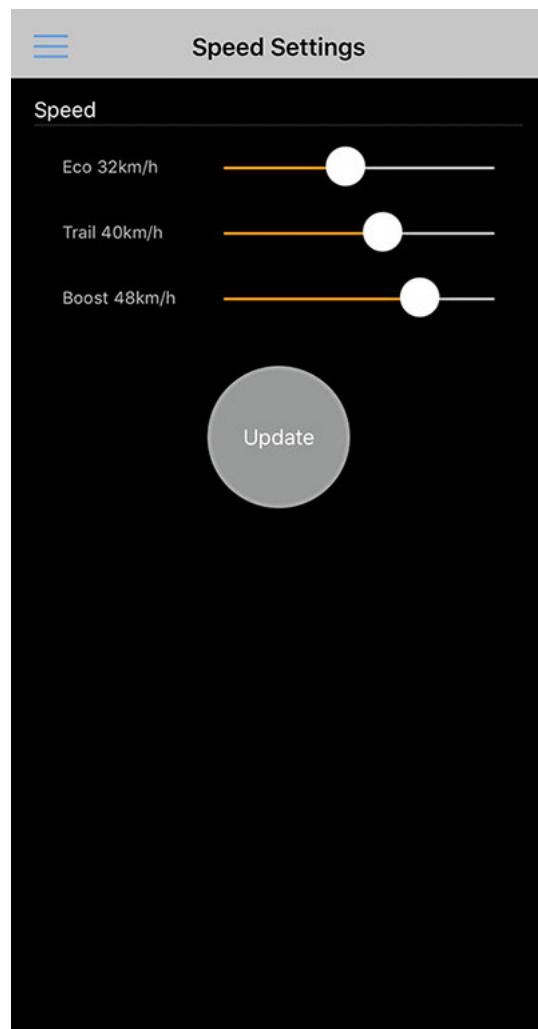 Speed Settings
Speed
Eco 32km/h
Trail 40km/h
Boost 48km/h
Update